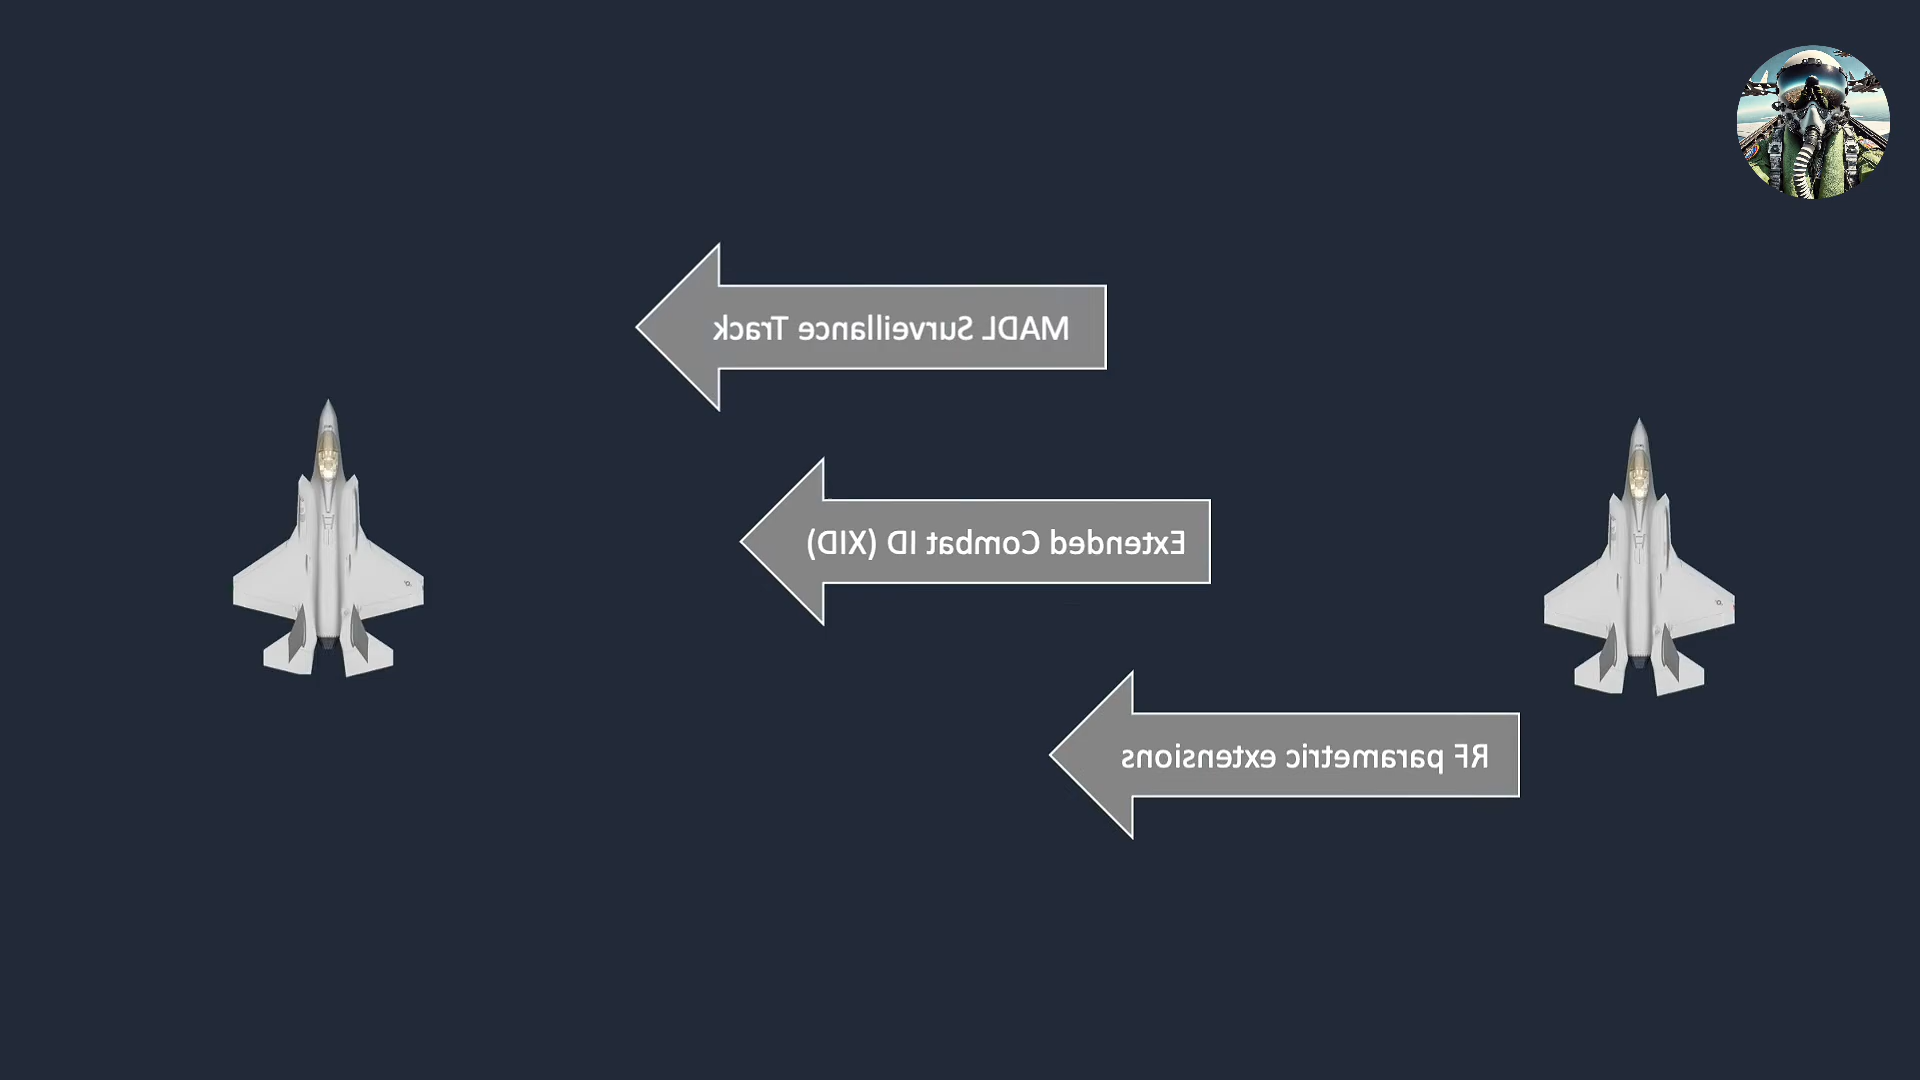 MADL Surveillance Track
Extended Combat ID (XID)
RF parametric extensions